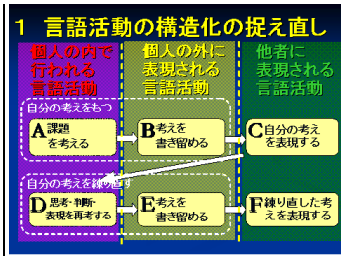 1 言語活動の構造化の捉え直し
個人の内で
行われる
言語活動
個人の外に
表現される
言語活動
他者に
表現される
言語活動
自分の考えをもつ
A課題
を考える
B考えを
書き留める
C自分の考え
を表現する
自分の考えを練り直す
D思考・判断・
表現を再考する
E考えを
書き留める
F練り直した考
えを表現する